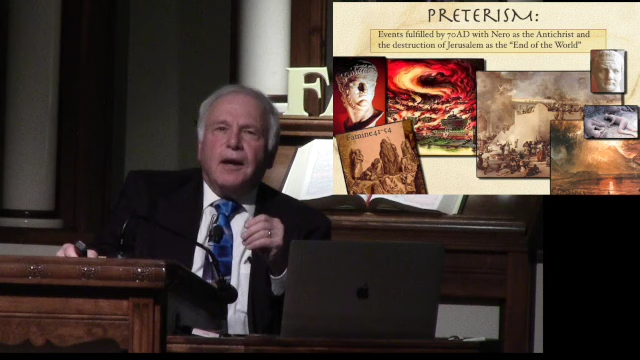 PRETERISM:
Events fulfilled by 70AD with Nero as the Antichrist and
the destruction of Jerusalem as the “End of the World”
Famine 41-54
F